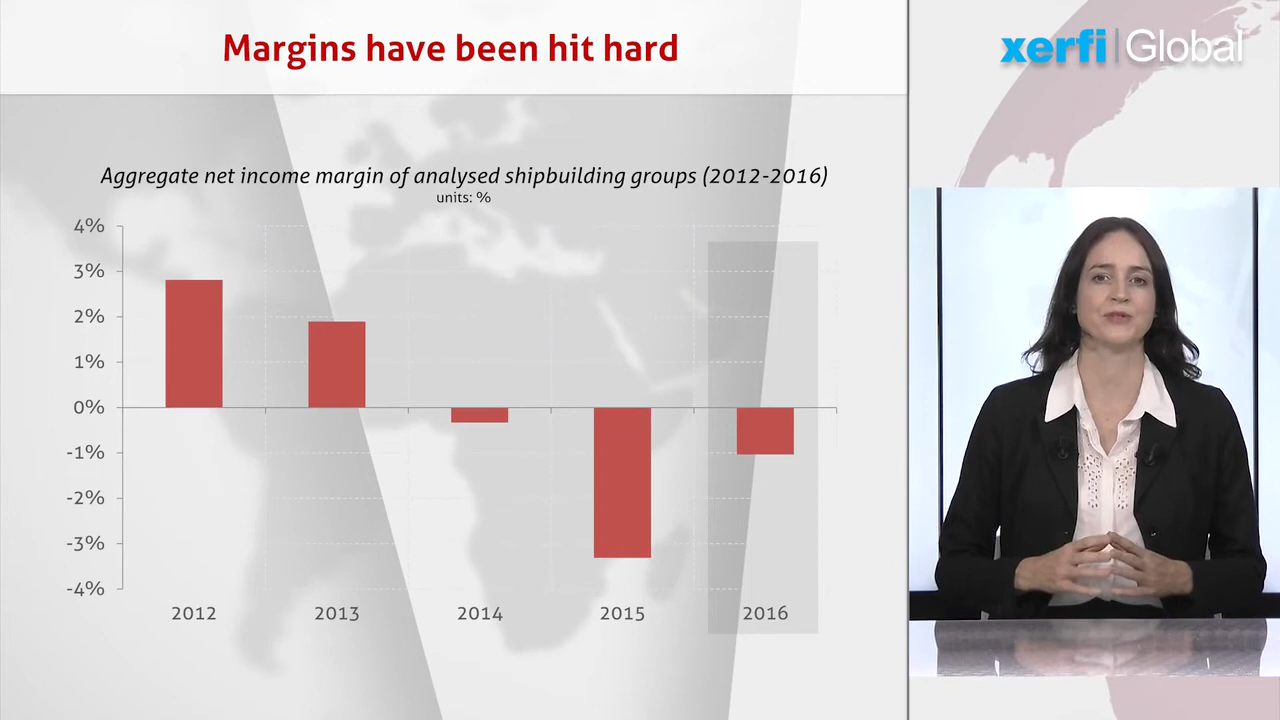 Margins have been hit hard
xerfi Global
Aggregate net income margin of analysed shipbuilding groups (2012-2016)
units: %
4%
3%
2%
1%
0%
-1%
-2%
-3%
-4%
2012 2013 2014 2015 2016